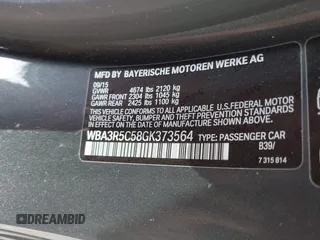 MFD. BY BAYERISCHE MOTOREN WERKE AG
09/15
GVWR 4674 lbs 2120 kg
GAWR FRONT 2304 lbs 1045 kg
GAWR REAR 2425 lbs 1100 kg
THIS VEHICLE CONFORMS TO ALL APPLICABLE U.S. FEDERAL MOTOR
VEHICLE SAFETY, BUMPER, AND THEFT PREVENTION STANDARDS
IN EFFECT ON THE DATE OF MANUFACTURE SHOWN ABOVE.
WBA3R5C58GK373564 TYPE: PASSENGER CAR
B39/
7 315 814
DREAMBID